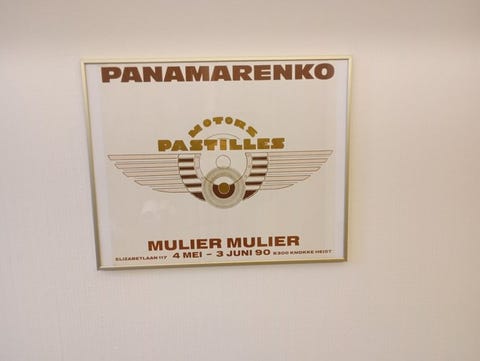 PANAMARENKO
MOTORS
PASTILLES
MULIER MULIER
ELIZABETLAAN 117 4 MEI – 3 JUNI 90 8300 KNOKKE HEIST